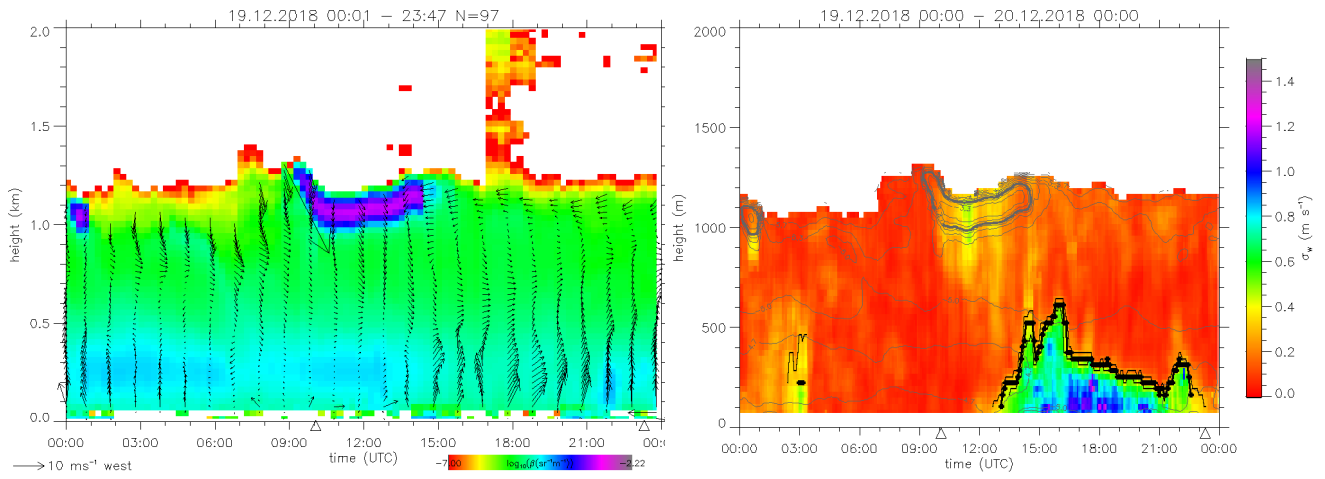 19.12.2018 00:01 – 23:47 N=97
2.0
1.5
1.0
0.5
0.0
height (km)
00:00 03:00 06:00 09:00 12:00 15:00 18:00 21:00 00:
time (UTC)
10 ms⁻¹ west
−7.00 log₁₀(β(sr⁻¹m⁻¹)) −2.22
19.12.2018 00:00 – 20.12.2018 00:00
2000
1500
1000
500
0
height (m)
00:00 03:00 06:00 09:00 12:00 15:00 18:00 21:00 00:00
time (UTC)
1.4
1.2
1.0
0.8
0.6
0.4
0.2
0.0
σw (m s⁻¹)